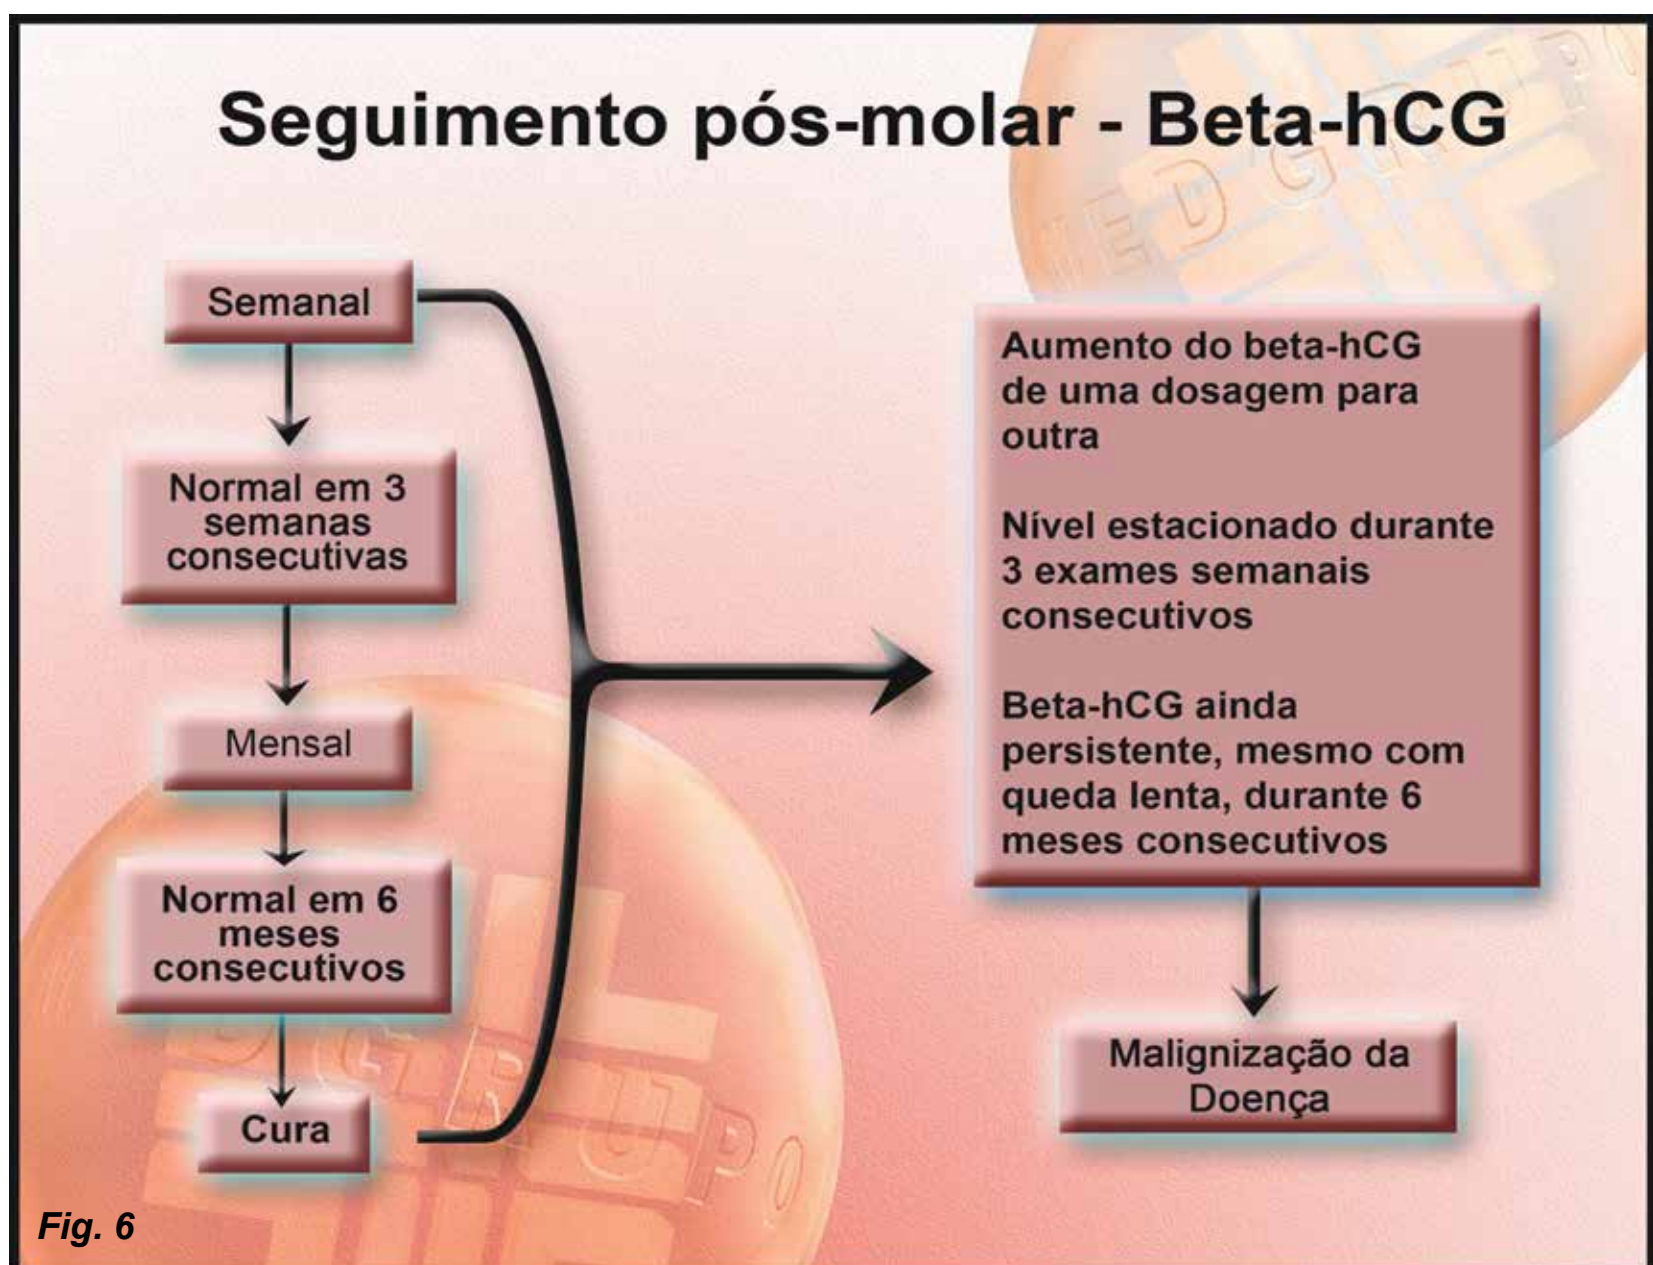 Seguimento pós-molar - Beta-hCG
MEDGRUPO
Semanal
Normal em 3
semanas
consecutivas
Mensal
Normal em 6
meses
consecutivos
Cura
Aumento do beta-hCG
de uma dosagem para
outra
Nível estacionado durante
3 exames semanais
consecutivos
Beta-hCG ainda
persistente, mesmo com
queda lenta, durante 6
meses consecutivos
Malignização da
Doença
DGRUPO
Fig. 6